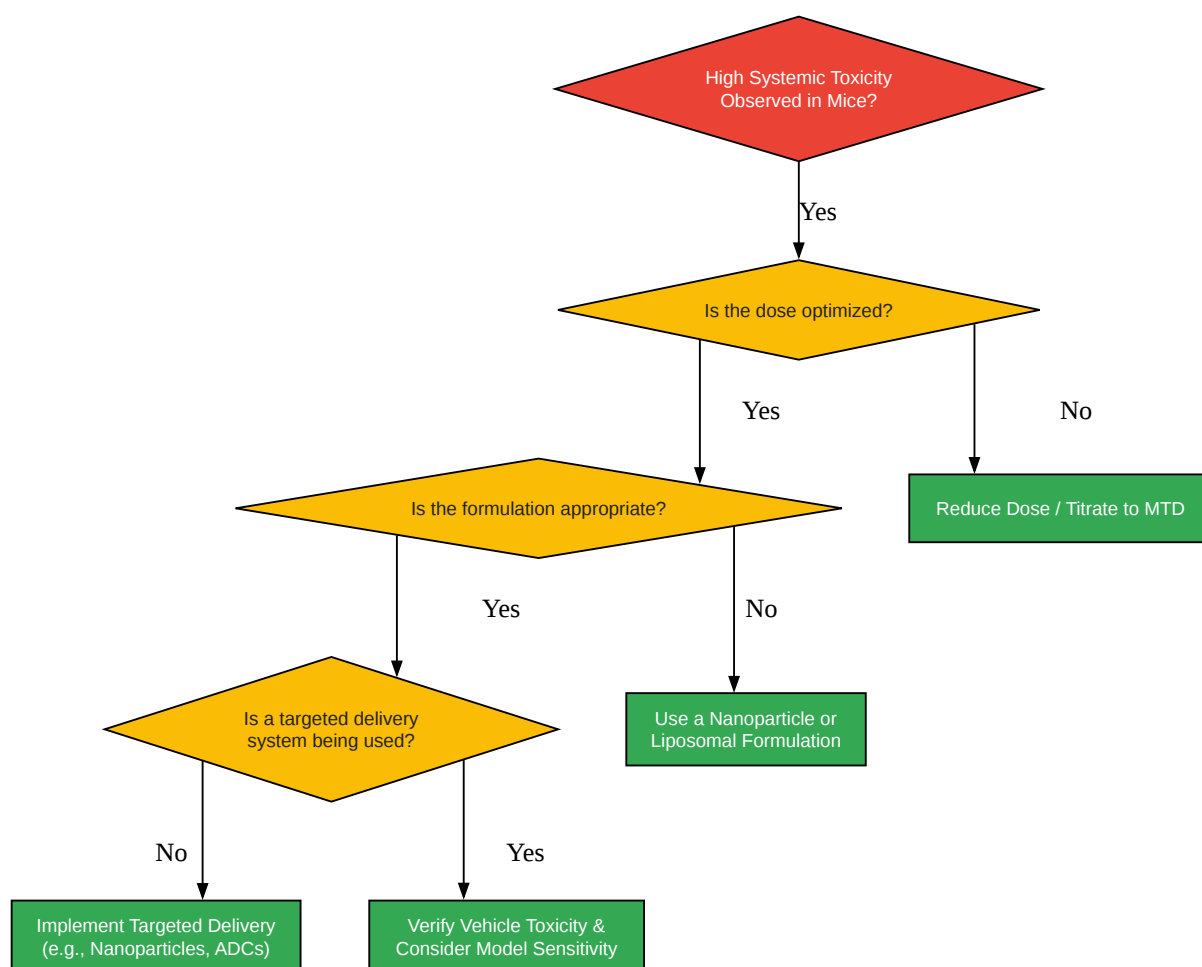 High Systemic Toxicity
Observed in Mice?
Yes
Is the dose optimized?
Yes
No
Is the formulation appropriate?
Reduce Dose / Titrate to MTD
Yes
No
Is a targeted delivery
system being used?
Use a Nanoparticle or
Liposomal Formulation
No
Yes
Implement Targeted Delivery
(e.g., Nanoparticles, ADCs)
Verify Vehicle Toxicity &
Consider Model Sensitivity